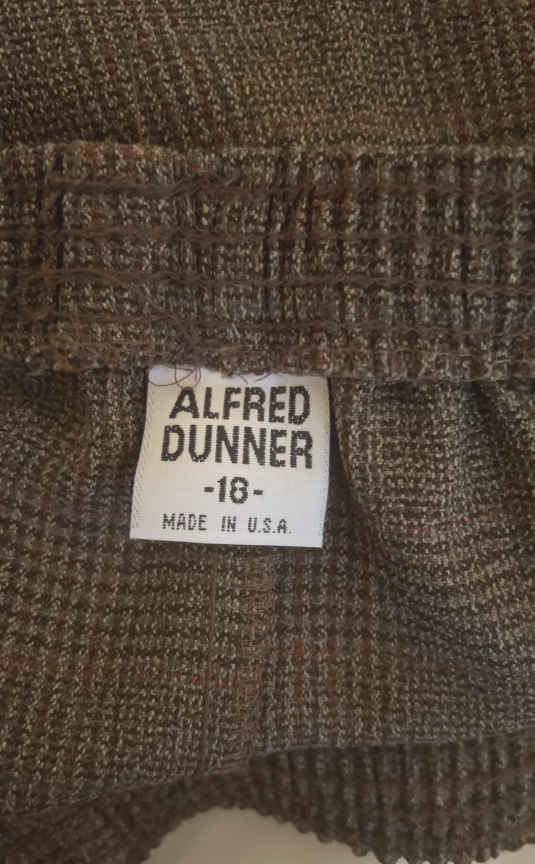 ALFRED
DUNNER
-18-
MADE IN U.S.A.